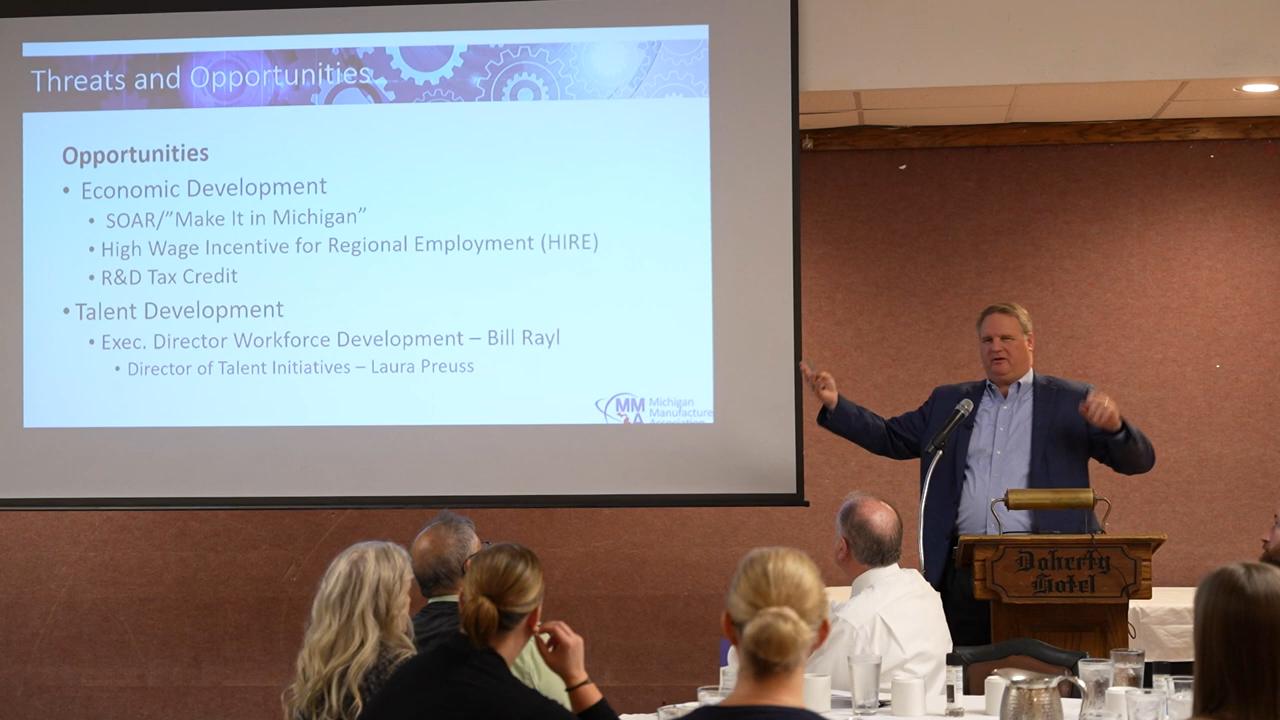 Threats and Opportunities
Opportunities
• Economic Development
• SOAR/”Make It in Michigan”
• High Wage Incentive for Regional Employment (HIRE)
• R&D Tax Credit
• Talent Development
• Exec. Director Workforce Development – Bill Rayl
• Director of Talent Initiatives – Laura Preuss
MMA
Michigan
Manufacture
Association
Doherty
Hotel